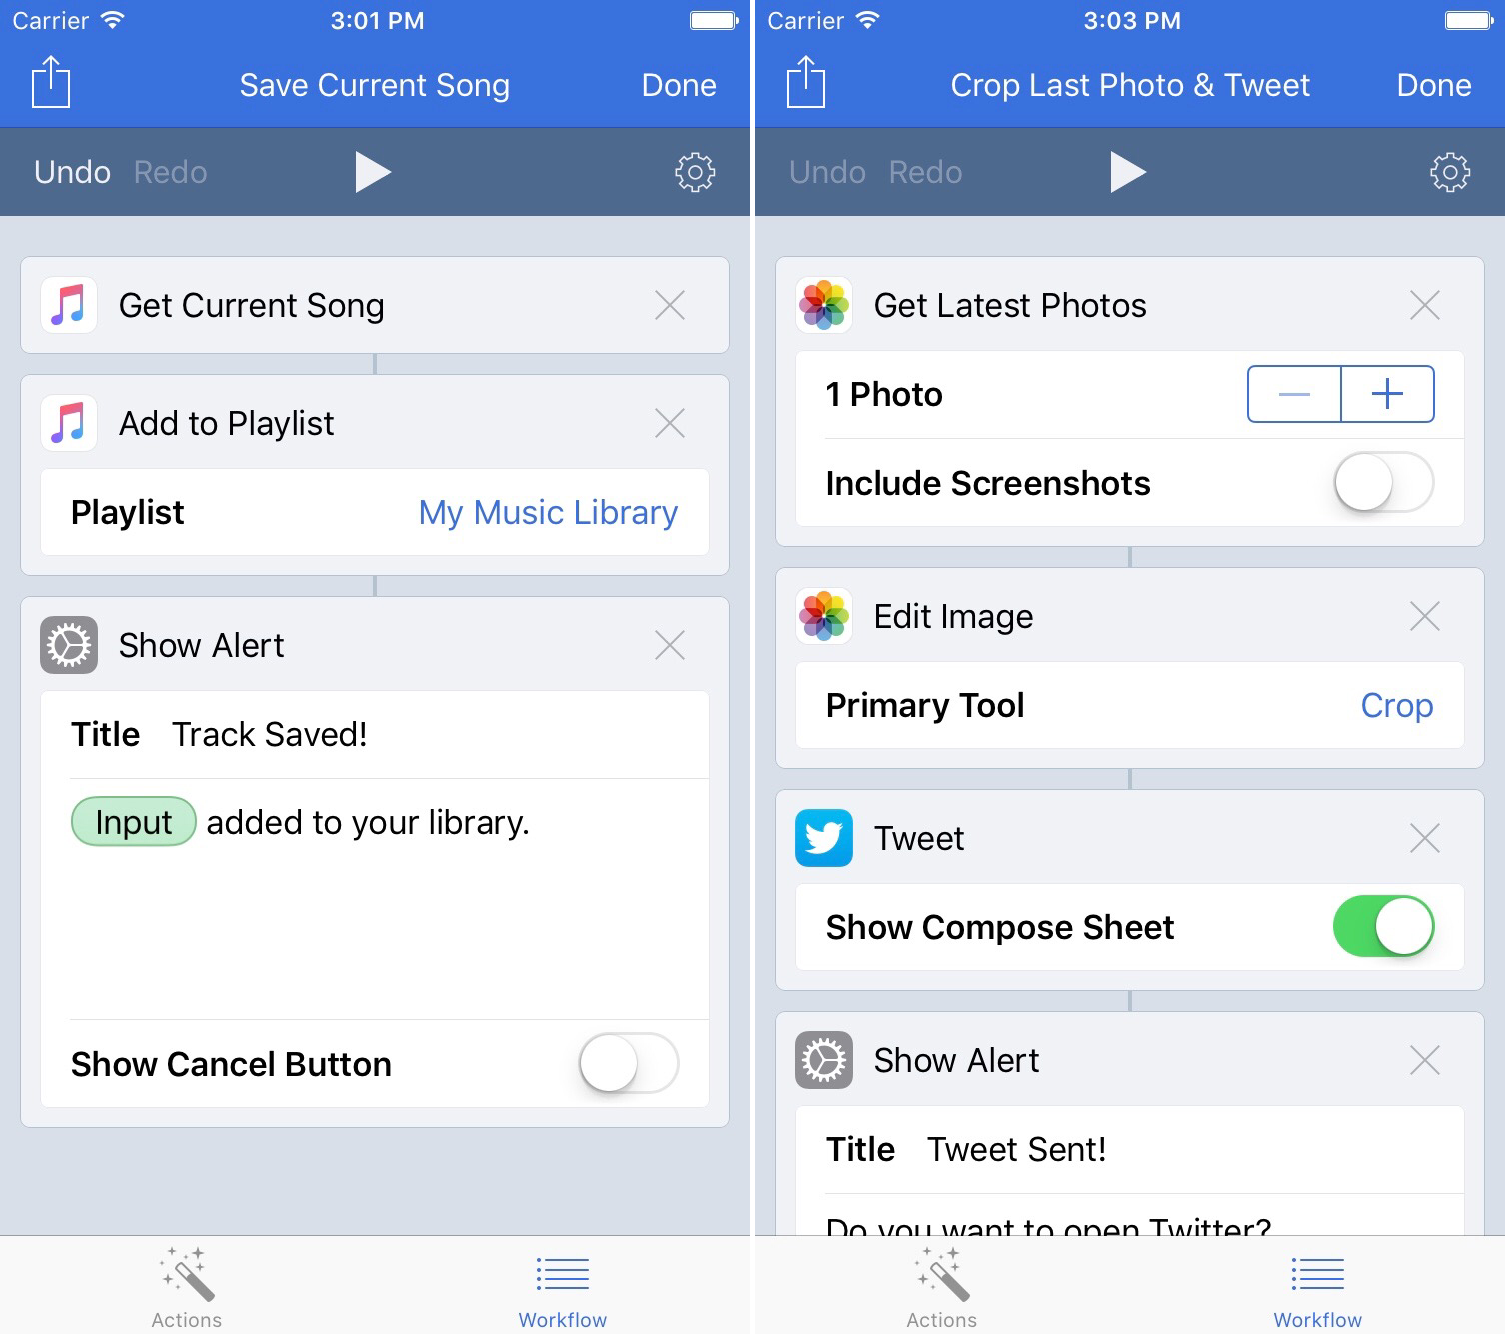 Carrier 3:01 PM
Save Current Song Done
Undo Redo
Get Current Song
Add to Playlist
Playlist My Music Library
Show Alert
Title Track Saved!
Input added to your library.
Show Cancel Button
Actions Workflow
Carrier 3:03 PM
Crop Last Photo & Tweet Done
Undo Redo
Get Latest Photos
1 Photo
Include Screenshots
Edit Image
Primary Tool Crop
Tweet
Show Compose Sheet
Show Alert
Title Tweet Sent!
Do you want to open Twitter?
Actions Workflow